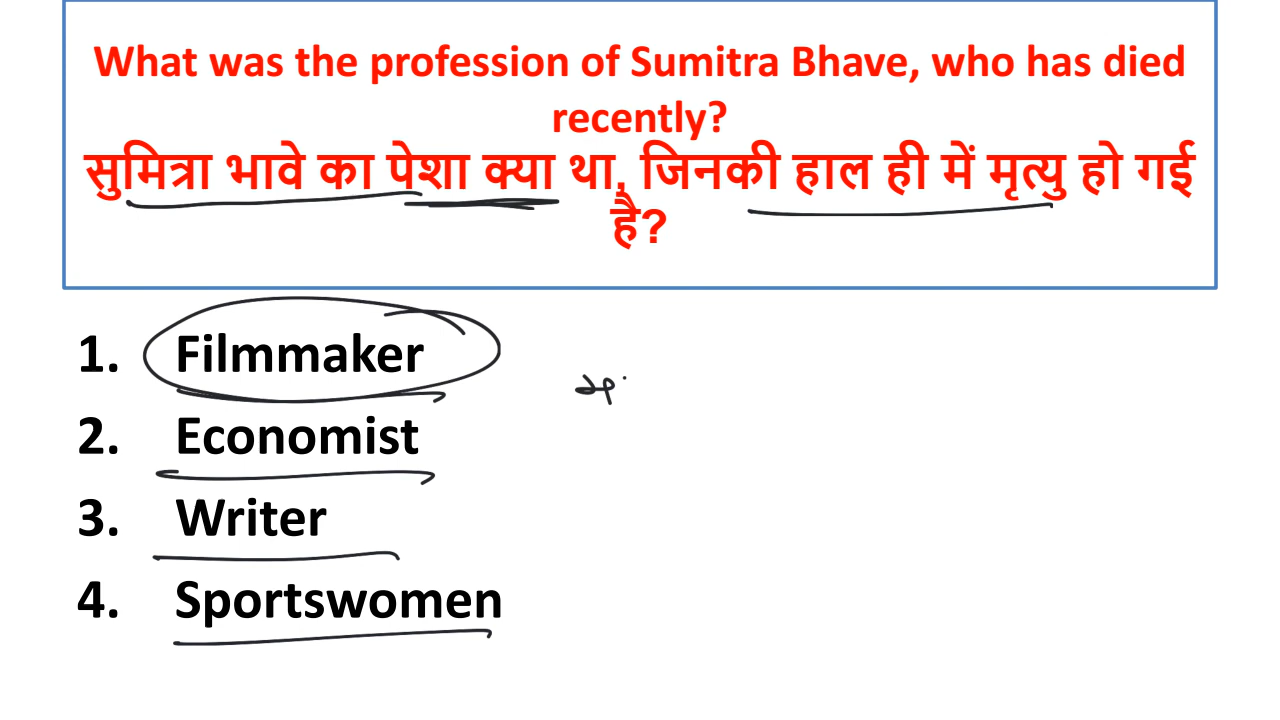 What was the profession of Sumitra Bhave, who has died
recently?
सुमित्रा भावे का पेशा क्या था, जिनकी हाल ही में मृत्यु हो गई
है?
1. Filmmaker
2. Economist
3. Writer
4. Sportswomen